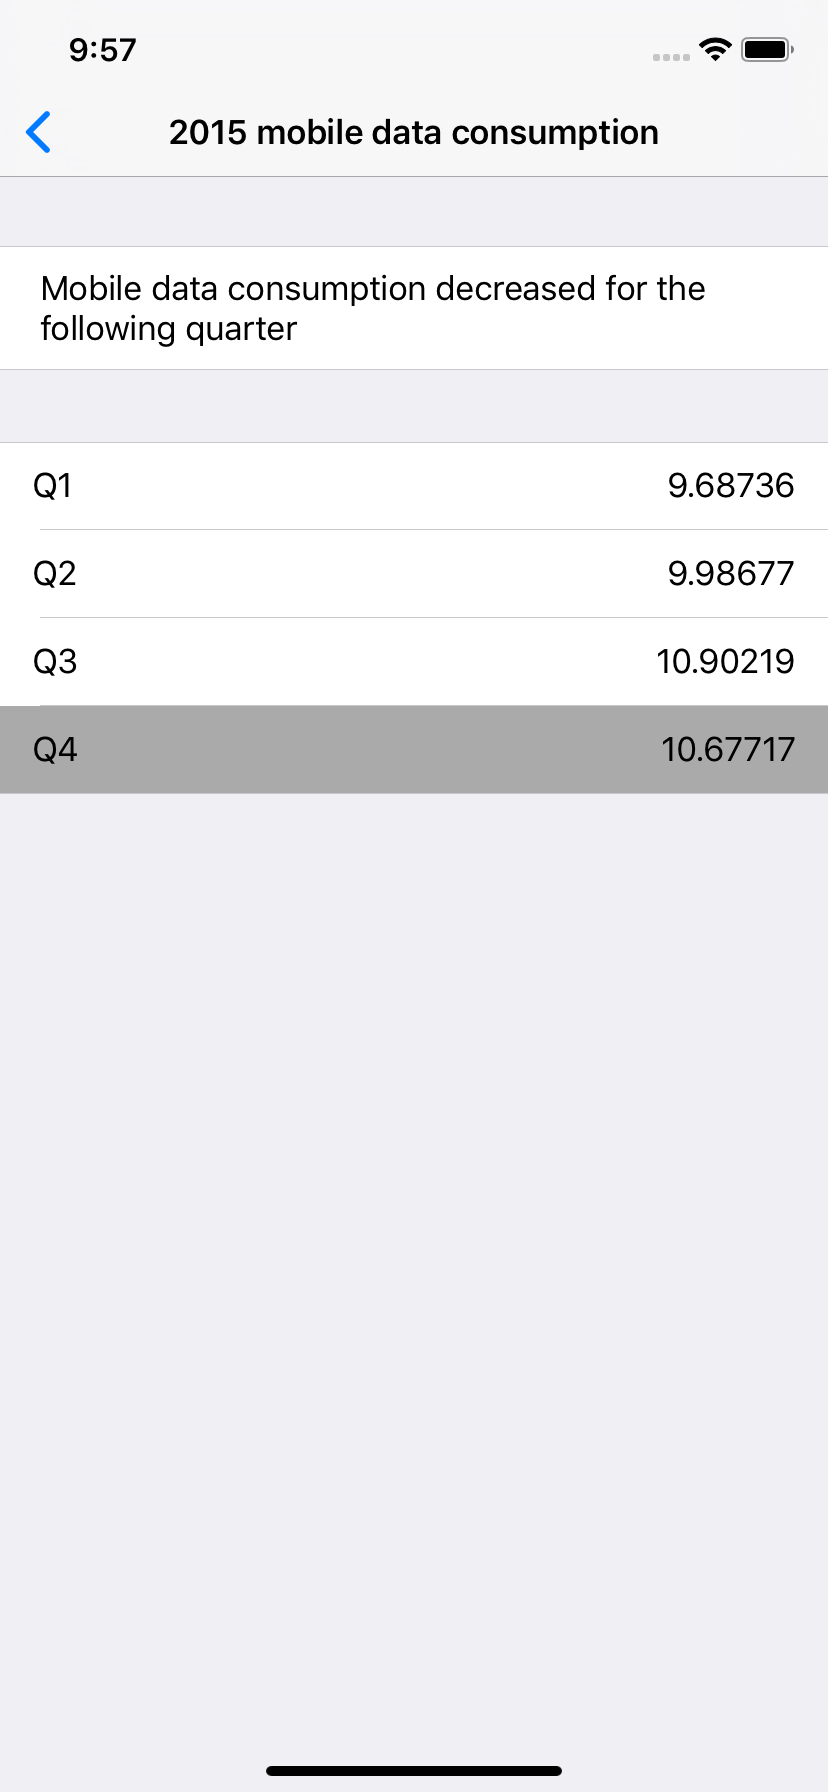 9:57
2015 mobile data consumption
Mobile data consumption decreased for the
following quarter
Q1 9.68736
Q2 9.98677
Q3 10.90219
Q4 10.67717